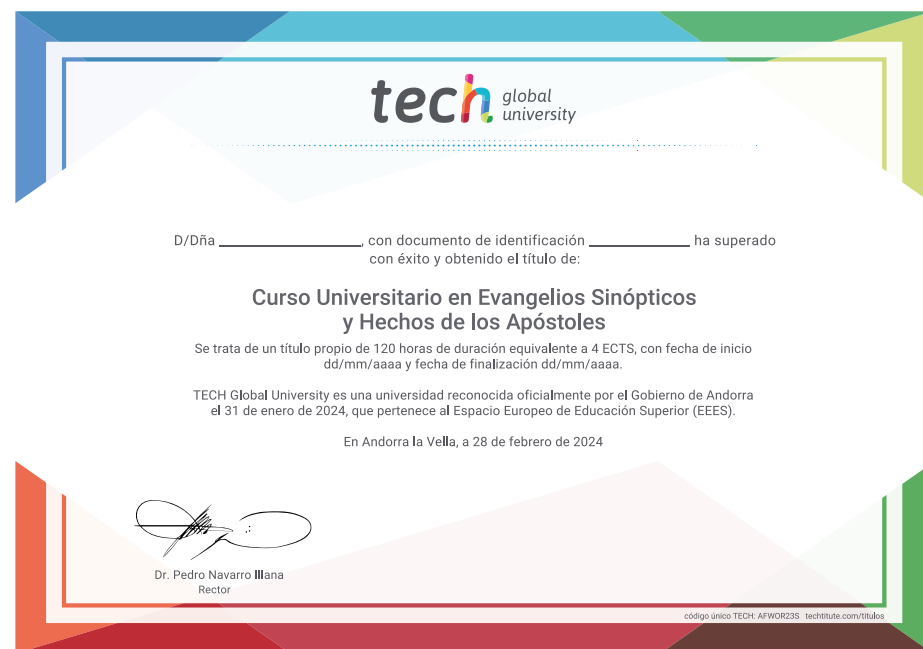 tech global university
D/Dña ____________________, con documento de identificación ______________ ha superado
con éxito y obtenido el título de:
Curso Universitario en Evangelios Sinópticos
y Hechos de los Apóstoles
Se trata de un título propio de 120 horas de duración equivalente a 4 ECTS, con fecha de inicio
dd/mm/aaaa y fecha de finalización dd/mm/aaaa.
TECH Global University es una universidad reconocida oficialmente por el Gobierno de Andorra
el 31 de enero de 2024, que pertenece al Espacio Europeo de Educación Superior (EEES).
En Andorra la Vella, a 28 de febrero de 2024
Dr. Pedro Navarro Illana
Rector
código único TECH: AFWOR23S techtitute.com/titulos